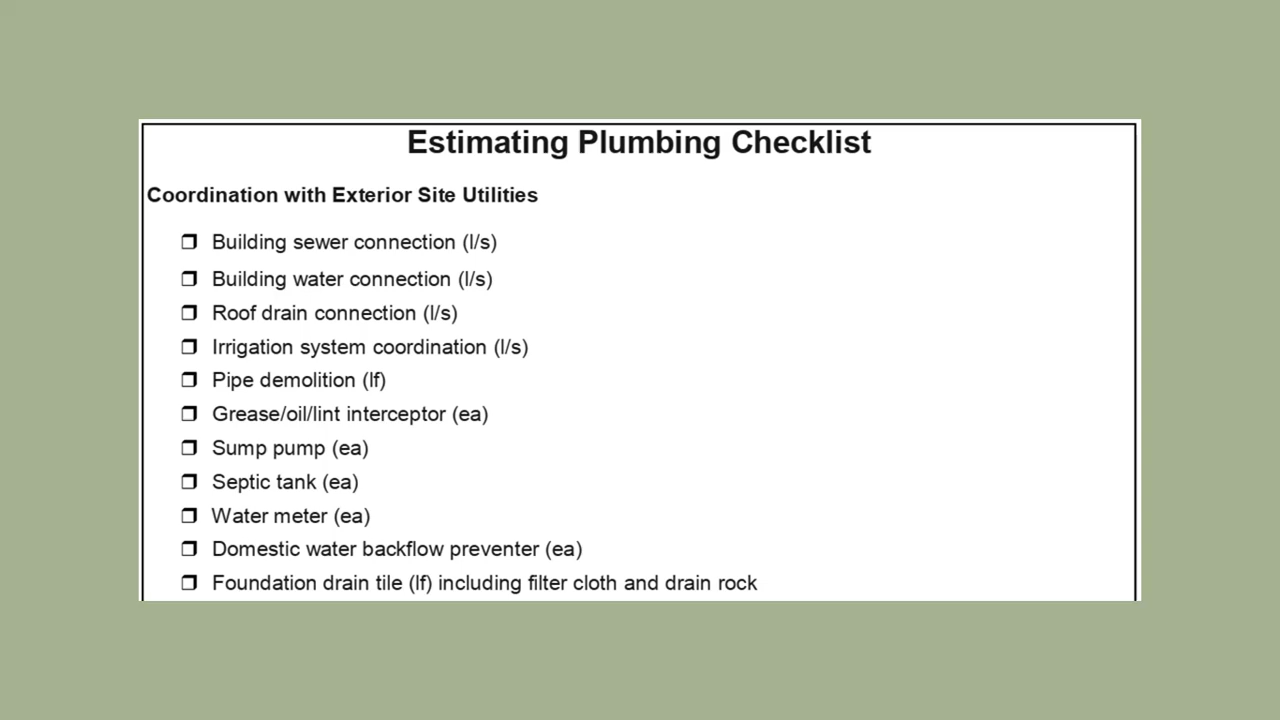 Estimating Plumbing Checklist
Coordination with Exterior Site Utilities
❒ Building sewer connection (l/s)
❒ Building water connection (l/s)
❒ Roof drain connection (l/s)
❒ Irrigation system coordination (l/s)
❒ Pipe demolition (lf)
❒ Grease/oil/lint interceptor (ea)
❒ Sump pump (ea)
❒ Septic tank (ea)
❒ Water meter (ea)
❒ Domestic water backflow preventer (ea)
❒ Foundation drain tile (lf) including filter cloth and drain rock